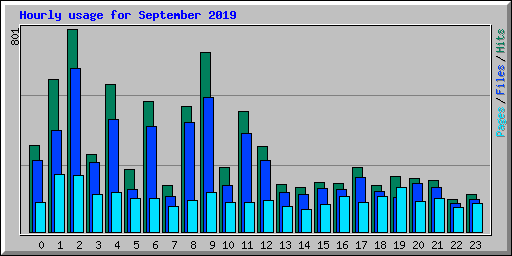 Hourly usage for September 2019
801
Pages/Files/Hits
0 1 2 3 4 5 6 7 8 9 10 11 12 13 14 15 16 17 18 19 20 21 22 23